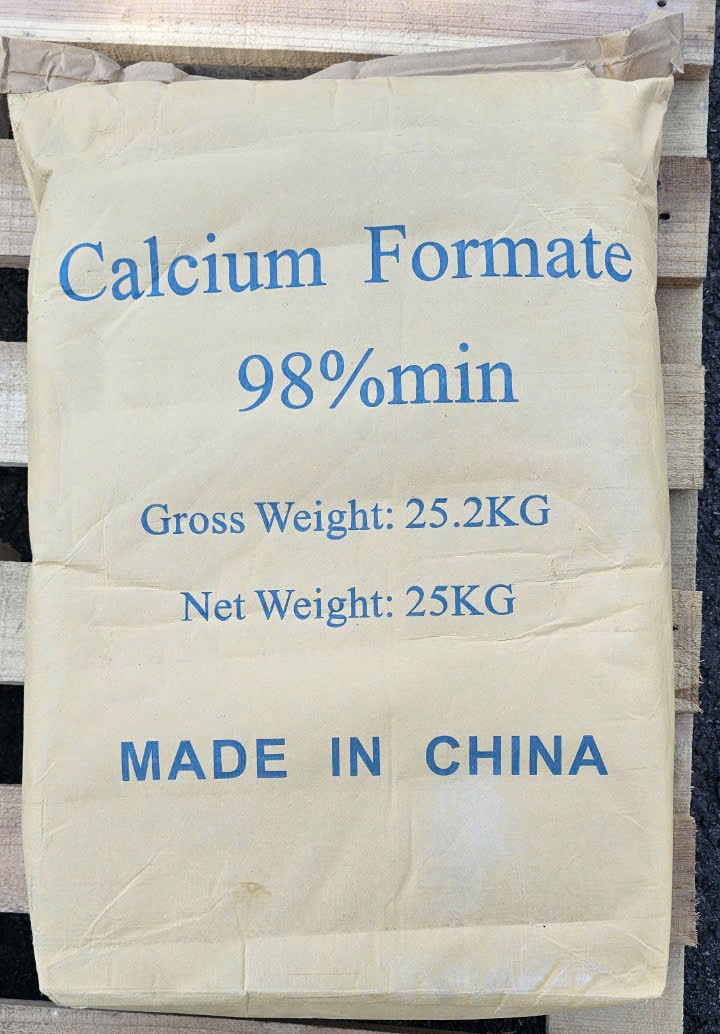 Calcium Formate
98%min
Gross Weight: 25.2KG
Net Weight: 25KG
MADE IN CHINA